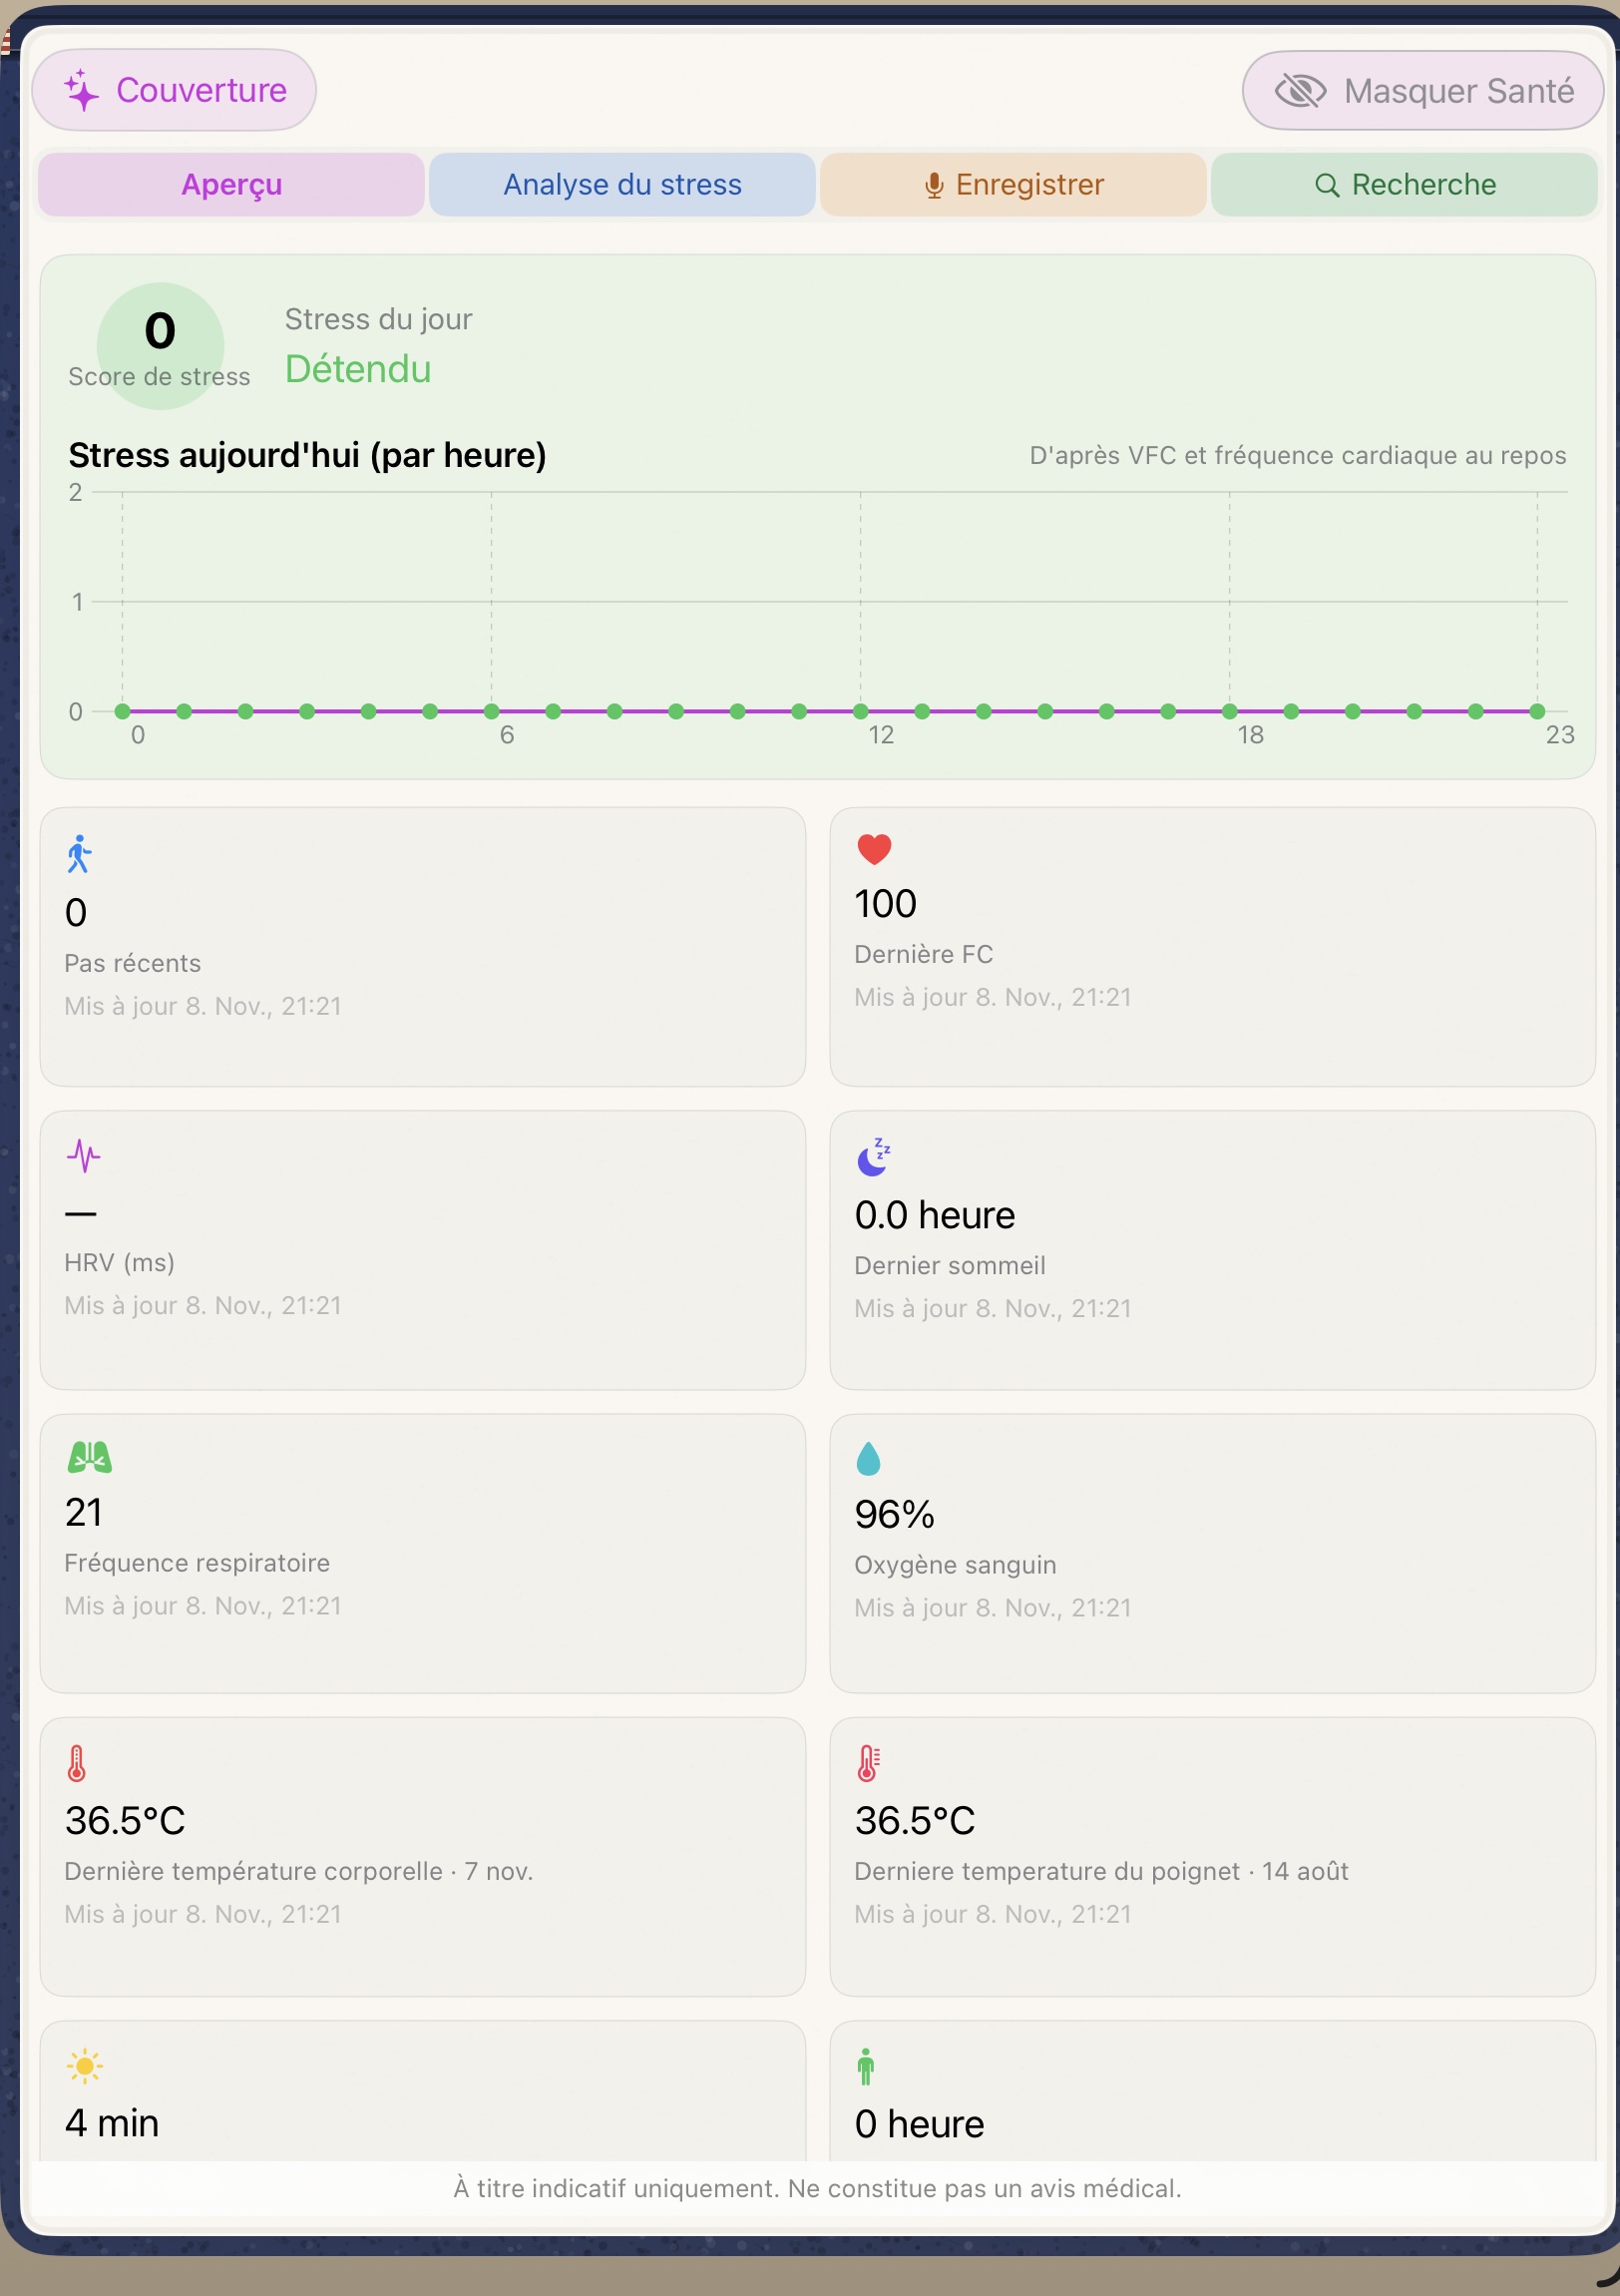 Couverture
Masquer Santé
Aperçu
Analyse du stress
Enregistrer
Recherche
0
Score de stress
Stress du jour
Détendu
Stress aujourd'hui (par heure)
D'après VFC et fréquence cardiaque au repos
2
1
0
0 6 12 18 23
0
Pas récents
Mis à jour 8. Nov., 21:21
100
Dernière FC
Mis à jour 8. Nov., 21:21
—
HRV (ms)
Mis à jour 8. Nov., 21:21
0.0 heure
Dernier sommeil
Mis à jour 8. Nov., 21:21
21
Fréquence respiratoire
Mis à jour 8. Nov., 21:21
96%
Oxygène sanguin
Mis à jour 8. Nov., 21:21
36.5°C
Dernière température corporelle · 7 nov.
Mis à jour 8. Nov., 21:21
36.5°C
Derniere temperature du poignet · 14 août
Mis à jour 8. Nov., 21:21
4 min
0 heure
À titre indicatif uniquement. Ne constitue pas un avis médical.